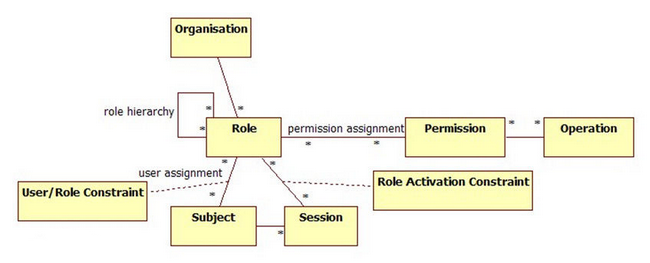 Organisation
*
role hierarchy
*
*
Role
permission assignment
*
*
Permission
*
*
Operation
user assignment
*
*
*
*
User/Role Constraint
Role Activation Constraint
Subject
*
Session